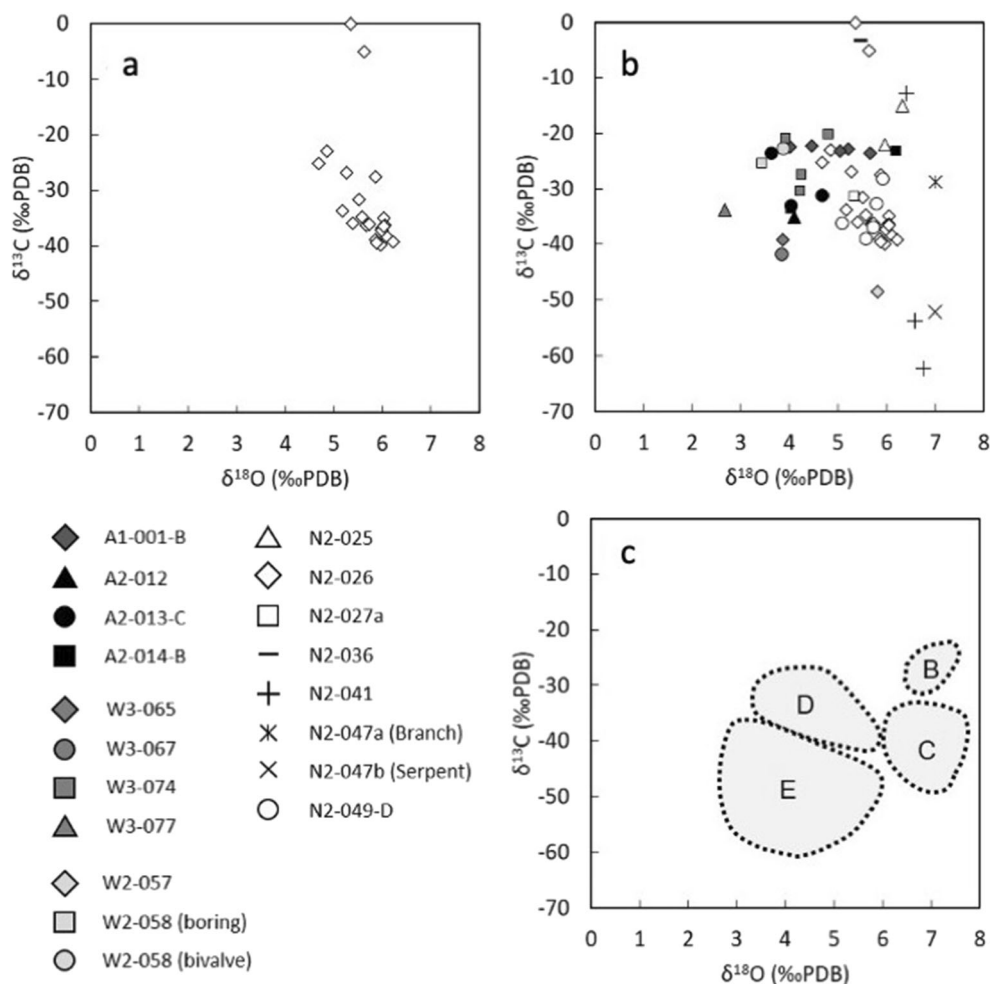 a
0
-10
-20
-30
-40
-50
-60
-70
δ¹³C (‰PDB)
0 1 2 3 4 5 6 7 8
δ¹⁸O (‰PDB)
b
0
-10
-20
-30
-40
-50
-60
-70
δ¹³C (‰PDB)
0 1 2 3 4 5 6 7 8
δ¹⁸O (‰PDB)
A1-001-B
A2-012
A2-013-C
A2-014-B
W3-065
W3-067
W3-074
W3-077
W2-057
W2-058 (boring)
W2-058 (bivalve)
N2-025
N2-026
N2-027a
N2-036
N2-041
N2-047a (Branch)
N2-047b (Serpent)
N2-049-D
c
0
-10
-20
-30
-40
-50
-60
-70
δ¹³C (‰PDB)
B
D
C
E
0 1 2 3 4 5 6 7 8
δ¹⁸O (‰PDB)